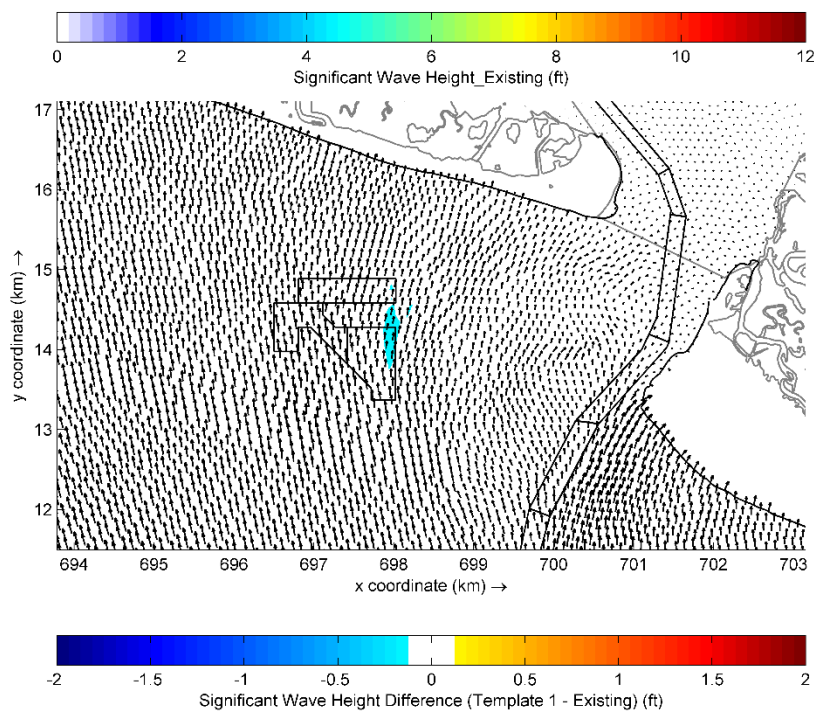 0 2 4 6 8 10 12
Significant Wave Height_Existing (ft)
17
16
15
14
13
12
y coordinate (km) →
694 695 696 697 698 699 700 701 702 703
x coordinate (km) →
-2 -1.5 -1 -0.5 0 0.5 1 1.5 2
Significant Wave Height Difference (Template 1 - Existing) (ft)